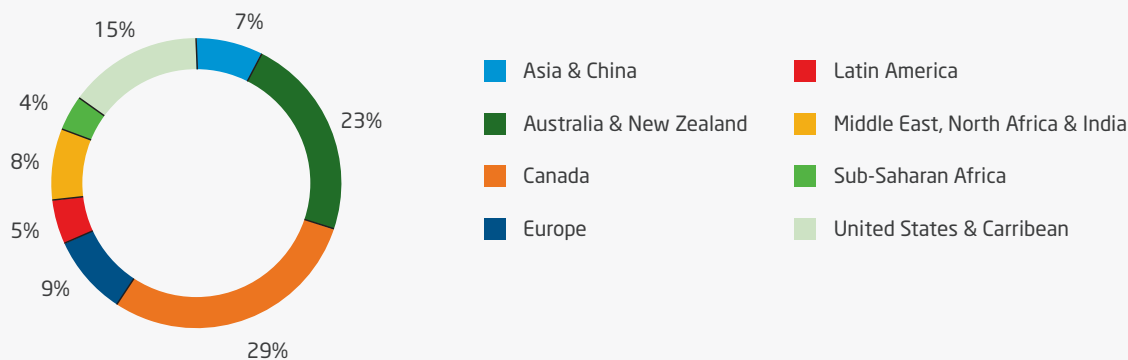 15%
7%
4%
23%
8%
5%
9%
29%
Asia & China
Australia & New Zealand
Canada
Europe
Latin America
Middle East, North Africa & India
Sub-Saharan Africa
United States & Carribean